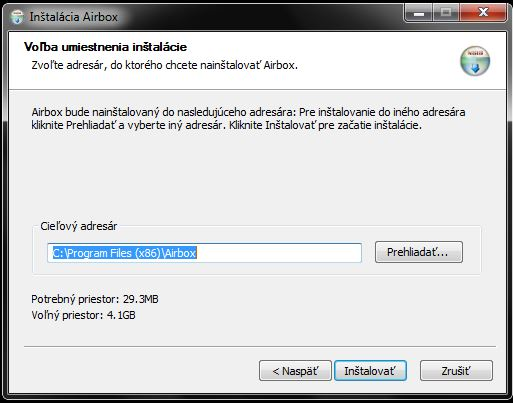 Inštalácia Airbox
Voľba umiestnenia inštalácie
Zvoľte adresár, do ktorého chcete nainštalovať Airbox.
Airbox bude nainštalovaný do nasledujúceho adresára: Pre inštalovanie do iného adresára
kliknite Prehliadať a vyberte iný adresár. Kliknite Inštalovať pre začatie inštalácie.
Cieľový adresár
C:\Program Files (x86)\Airbox
Prehliadať...
Potrebný priestor: 29.3MB
Voľný priestor: 4.1GB
< Naspäť
Inštalovať
Zrušiť